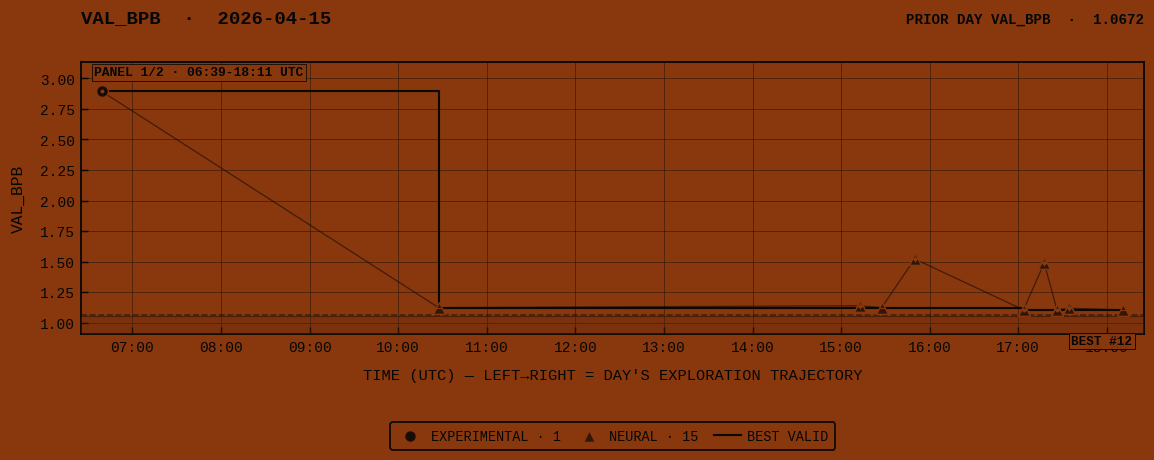 VAL_BPB · 2026-04-15
PRIOR DAY VAL_BPB · 1.0672
PANEL 1/2 · 06:39-18:11 UTC
3.00
2.75
2.50
2.25
2.00
1.75
1.50
1.25
1.00
VAL_BPB
BEST #12
07:00 08:00 09:00 10:00 11:00 12:00 13:00 14:00 15:00 16:00 17:00
TIME (UTC) — LEFT→RIGHT = DAY'S EXPLORATION TRAJECTORY
EXPERIMENTAL · 1 NEURAL · 15 BEST VALID